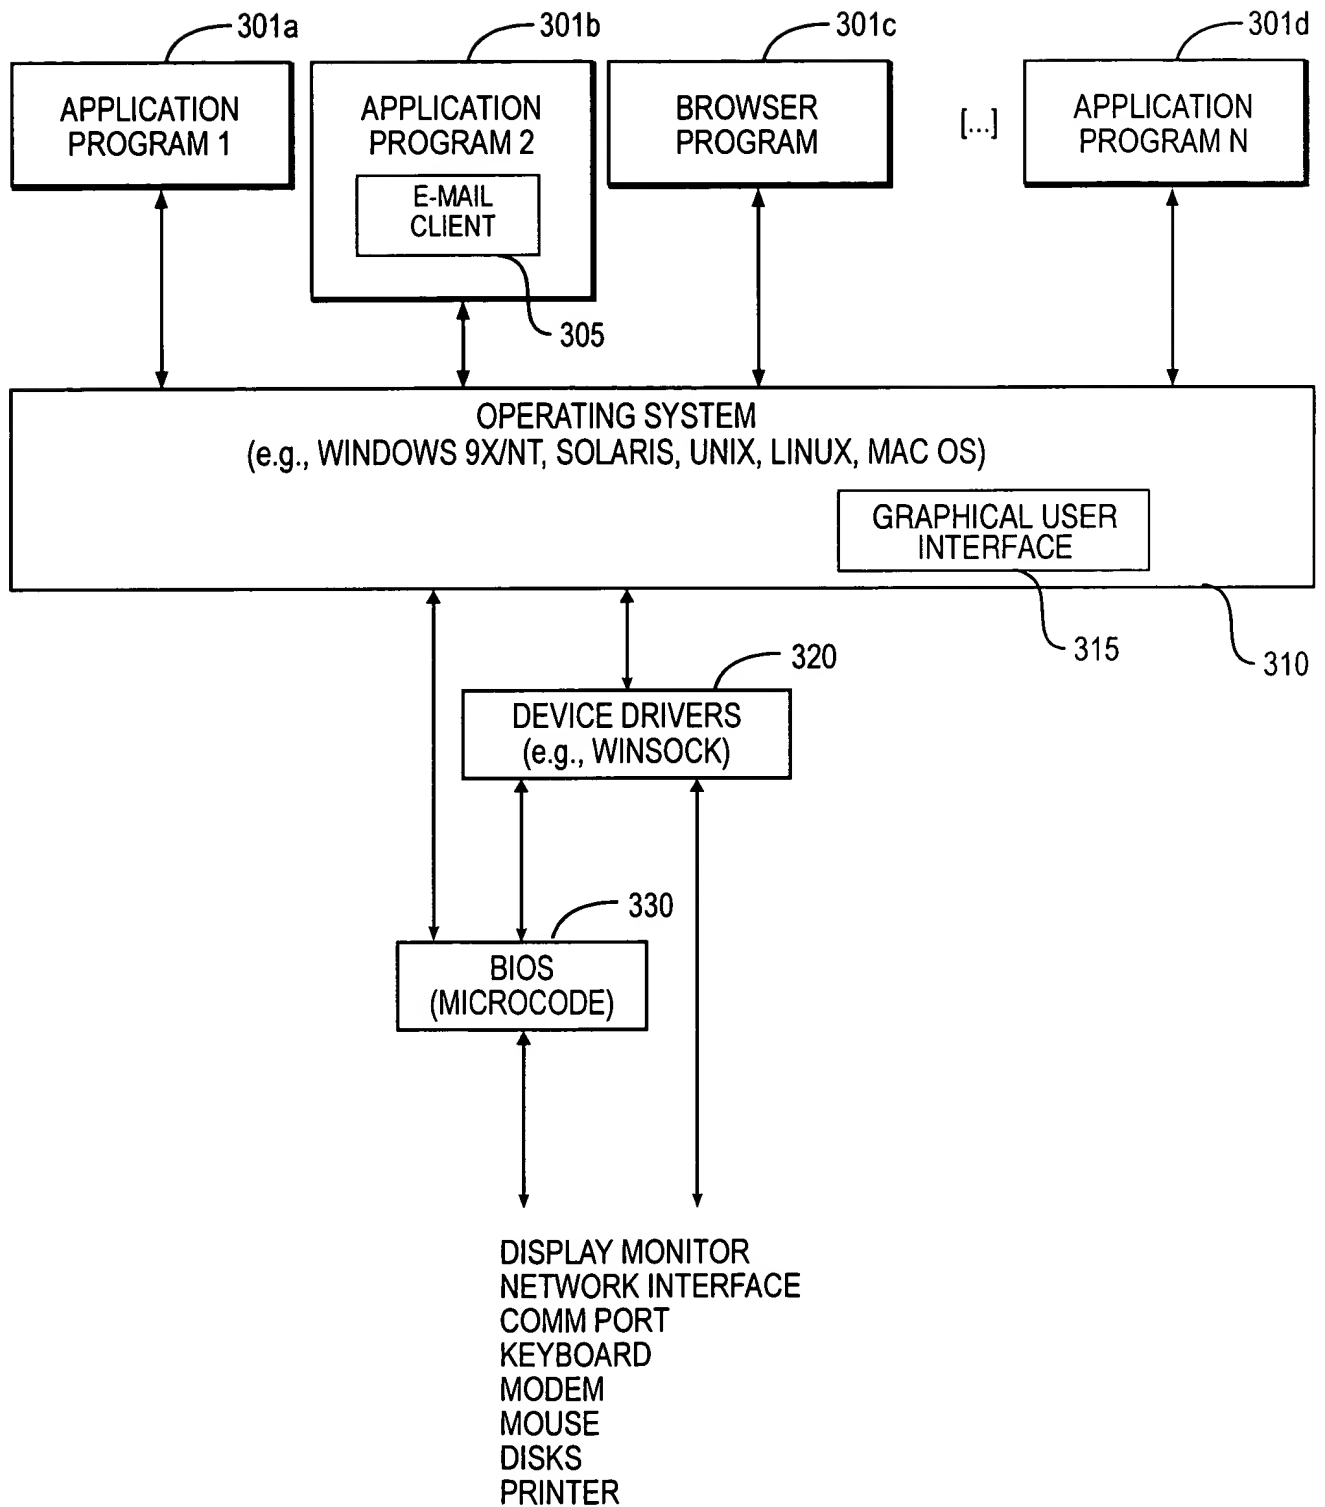 301a
301b
301c
301d
APPLICATION
PROGRAM 1
APPLICATION
PROGRAM 2
E-MAIL
CLIENT
BROWSER
PROGRAM
[...]
APPLICATION
PROGRAM N
305
OPERATING SYSTEM
(e.g., WINDOWS 9X/NT, SOLARIS, UNIX, LINUX, MAC OS)
GRAPHICAL USER
INTERFACE
315
310
320
DEVICE DRIVERS
(e.g., WINSOCK)
330
BIOS
(MICROCODE)
DISPLAY MONITOR
NETWORK INTERFACE
COMM PORT
KEYBOARD
MODEM
MOUSE
DISKS
PRINTER